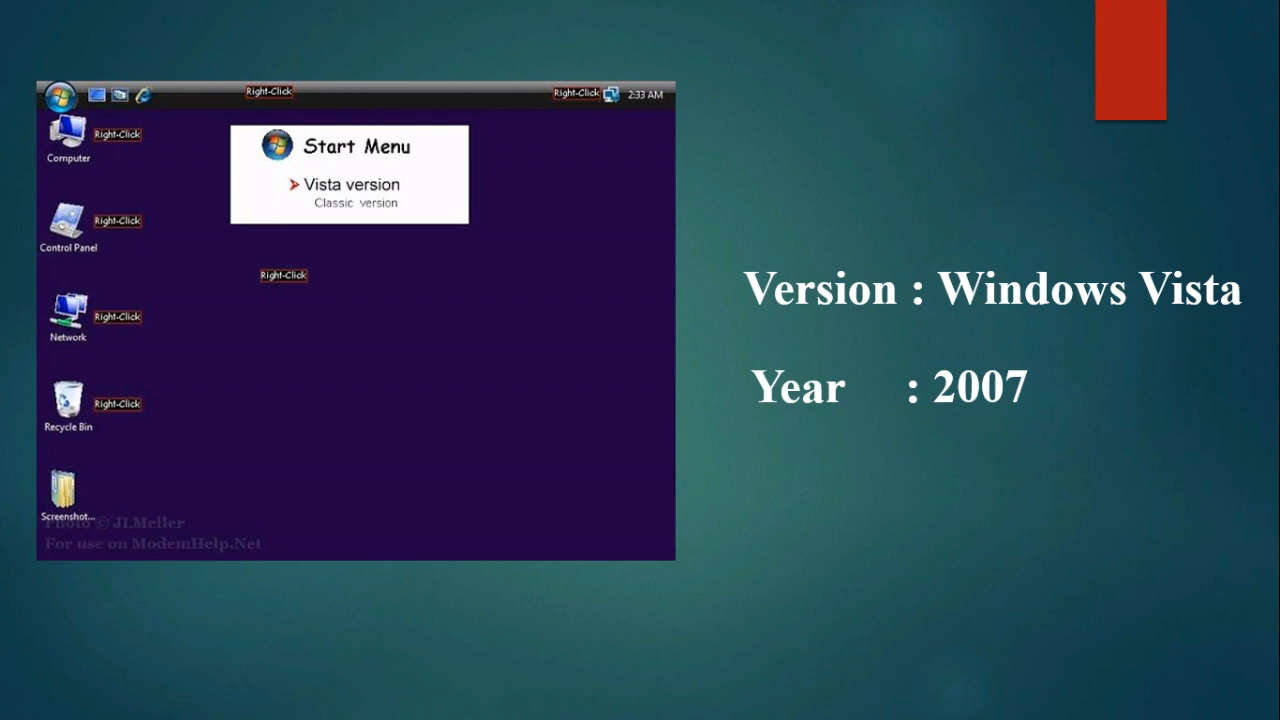 Right-Click
Right-Click
2:33 AM
Right-Click
Computer
Start Menu
Vista version
Classic version
Right-Click
Control Panel
Right-Click
Right-Click
Network
Right-Click
Recycle Bin
Screenshot...
Photo © JLMeller
For use on ModemHelp.Net
Version : Windows Vista
Year : 2007